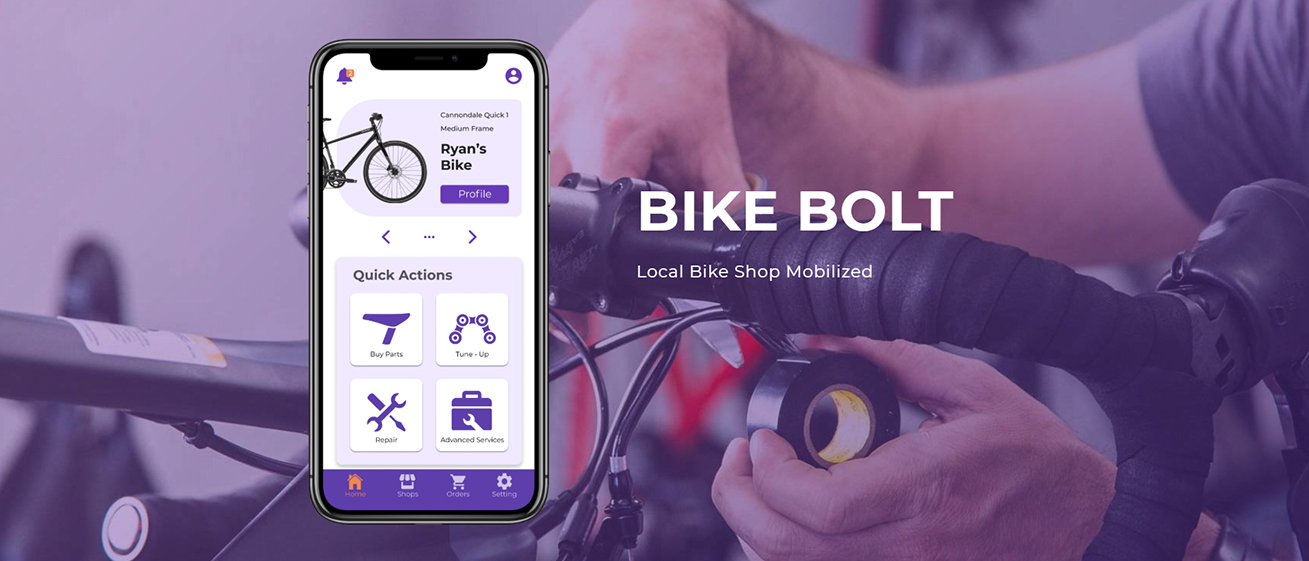 Cannondale Quick 1
Medium Frame
Ryan's
Bike
Profile
Quick Actions
Buy Parts
Tune - Up
Repair
Advanced Services
Home
Shops
Orders
Setting
BIKE BOLT
Local Bike Shop Mobilized